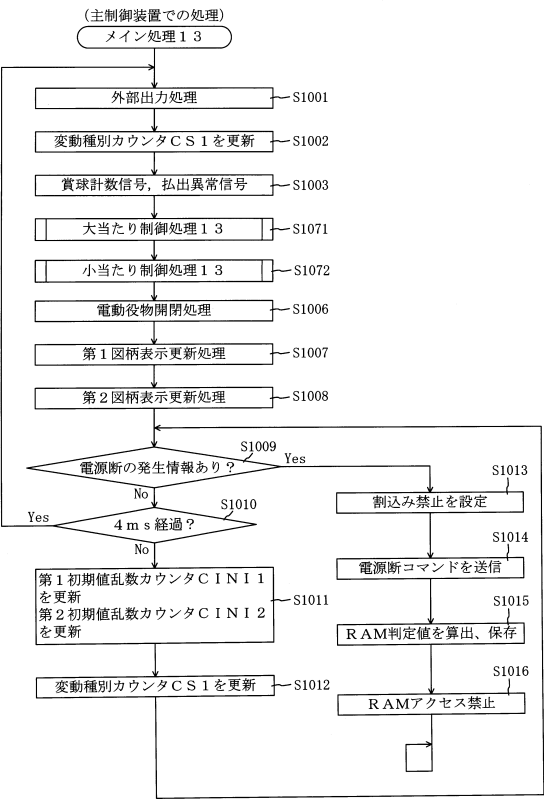 (主制御装置での処理)
メイン処理13
外部出力処理
S1001
変動種別カウンタCS1を更新
S1002
賞球計数信号，払出異常信号
S1003
大当たり制御処理13
S1071
小当たり制御処理13
S1072
電動役物開閉処理
S1006
第1図柄表示更新処理
S1007
第2図柄表示更新処理
S1008
S1009
電源断の発生情報あり？
Yes
No
S1010
4ms経過？
Yes
No
第1初期値乱数カウンタCINI1
を更新
第2初期値乱数カウンタCINI2
を更新
S1011
変動種別カウンタCS1を更新
S1012
S1013
割込み禁止を設定
S1014
電源断コマンドを送信
S1015
RAM判定値を算出、保存
S1016
RAMアクセス禁止